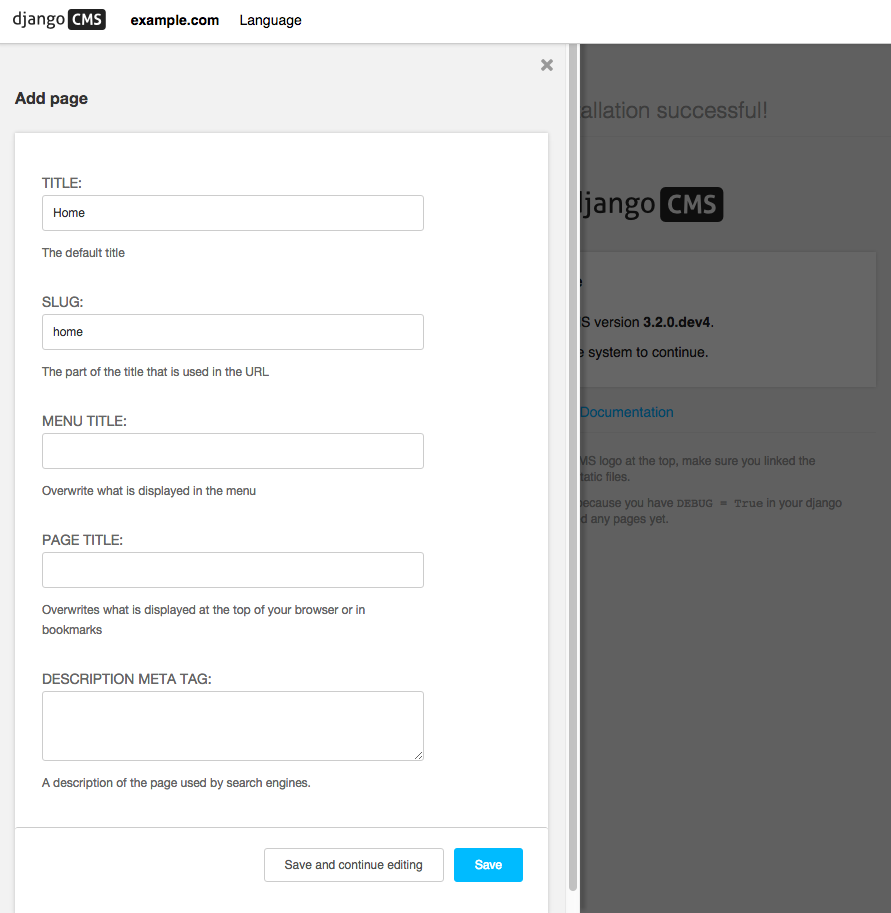 django CMS example.com Language
Add page
TITLE:
Home
The default title
SLUG:
home
The part of the title that is used in the URL
MENU TITLE:
Overwrite what is displayed in the menu
PAGE TITLE:
Overwrites what is displayed at the top of your browser or in
bookmarks
DESCRIPTION META TAG:
A description of the page used by search engines.
Save and continue editing
Save
allation successful!
django CMS
e
S version 3.2.0.dev4.
e system to continue.
Documentation
MS logo at the top, make sure you linked the
tatic files.
because you have DEBUG = True in your django
d any pages yet.